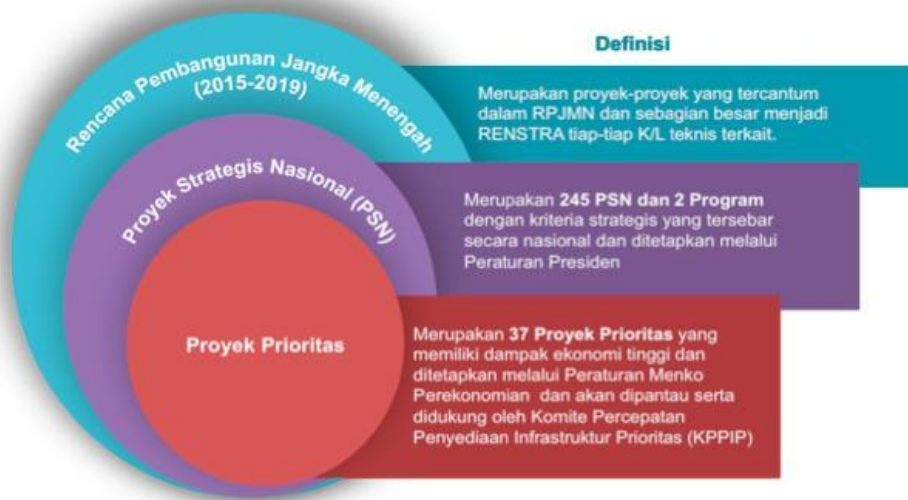 Definisi
Rencana Pembangunan Jangka Menengah
(2015-2019)
Merupakan proyek-proyek yang tercantum
dalam RPJMN dan sebagian besar menjadi
RENSTRA tiap-tiap K/L teknis terkait.
Proyek Strategis Nasional (PSN)
Merupakan 245 PSN dan 2 Program
dengan kriteria strategis yang tersebar
secara nasional dan ditetapkan melalui
Peraturan Presiden
Proyek Prioritas
Merupakan 37 Proyek Prioritas yang
memiliki dampak ekonomi tinggi dan
ditetapkan melalui Peraturan Menko
Perekonomian dan akan dipantau serta
didukung oleh Komite Percepatan
Penyediaan Infrastruktur Prioritas (KPPIP)